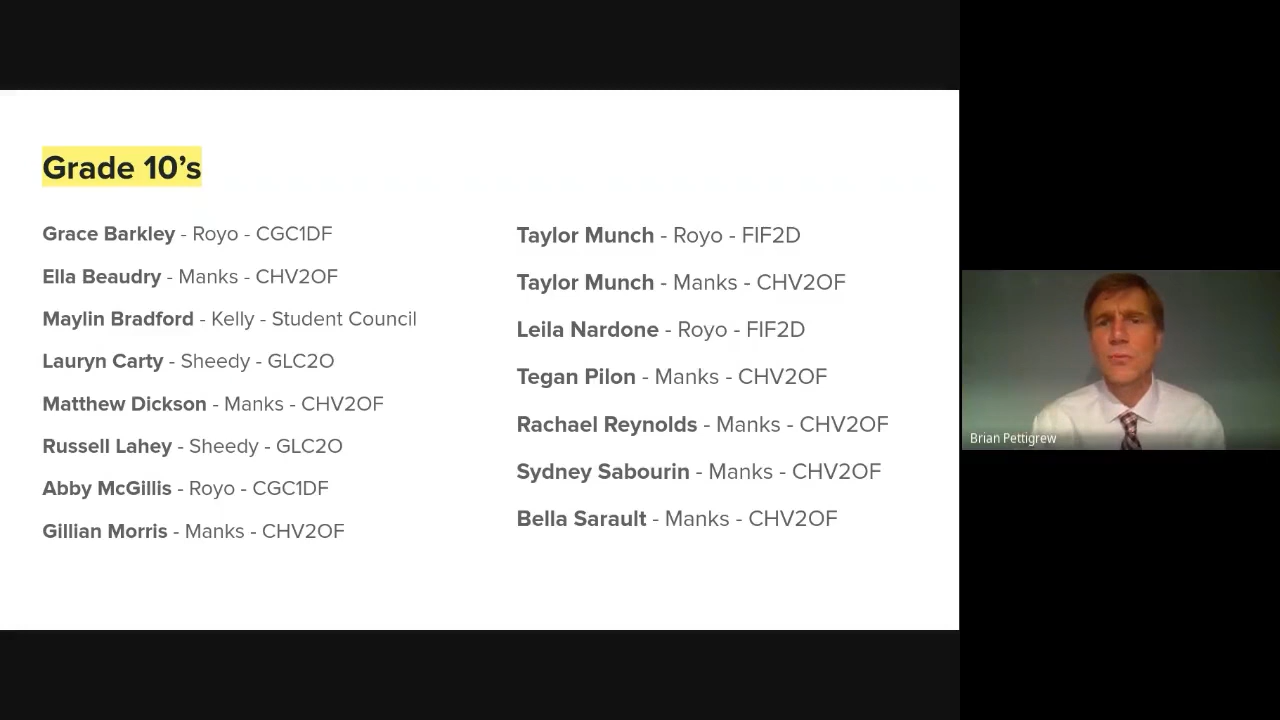 Grade 10’s
Grace Barkley - Royo - CGC1DF
Ella Beaudry - Manks - CHV2OF
Maylin Bradford - Kelly - Student Council
Lauryn Carty - Sheedy - GLC2O
Matthew Dickson - Manks - CHV2OF
Russell Lahey - Sheedy - GLC2O
Abby McGillis - Royo - CGC1DF
Gillian Morris - Manks - CHV2OF
Taylor Munch - Royo - FIF2D
Taylor Munch - Manks - CHV2OF
Leila Nardone - Royo - FIF2D
Tegan Pilon - Manks - CHV2OF
Rachael Reynolds - Manks - CHV2OF
Sydney Sabourin - Manks - CHV2OF
Bella Sarault - Manks - CHV2OF
Brian Pettigrew